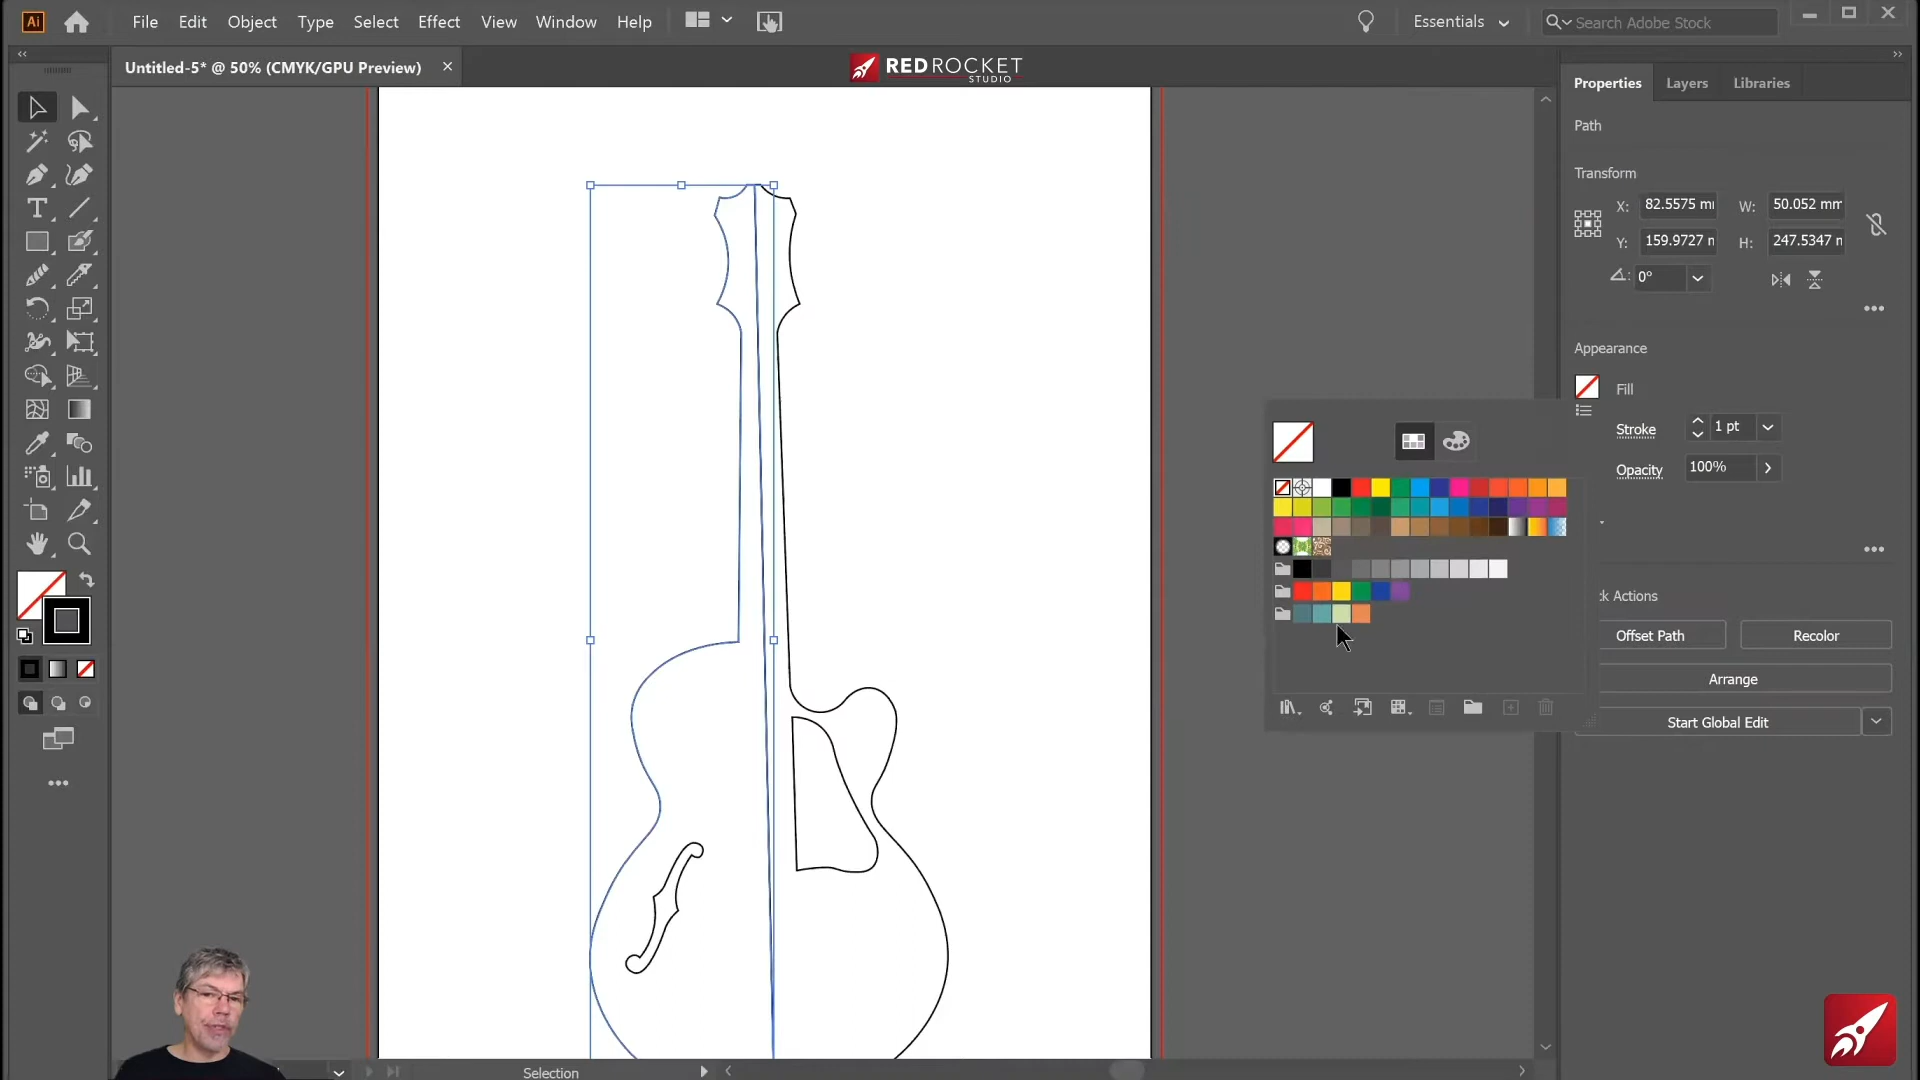 Ai File Edit Object Type Select Effect View Window Help Essentials Search Adobe Stock
Untitled-5* @ 50% (CMYK/GPU Preview) ×
REDROCKET
STUDIO
Properties Layers Libraries
Path
Transform
X: 82.5575 W: 50.052 mm
Y: 159.9727 H: 247.5347
0°
Appearance
Fill
Stroke 1 pt
Opacity 100%
Actions
Offset Path Recolor
Arrange
Start Global Edit
Selection